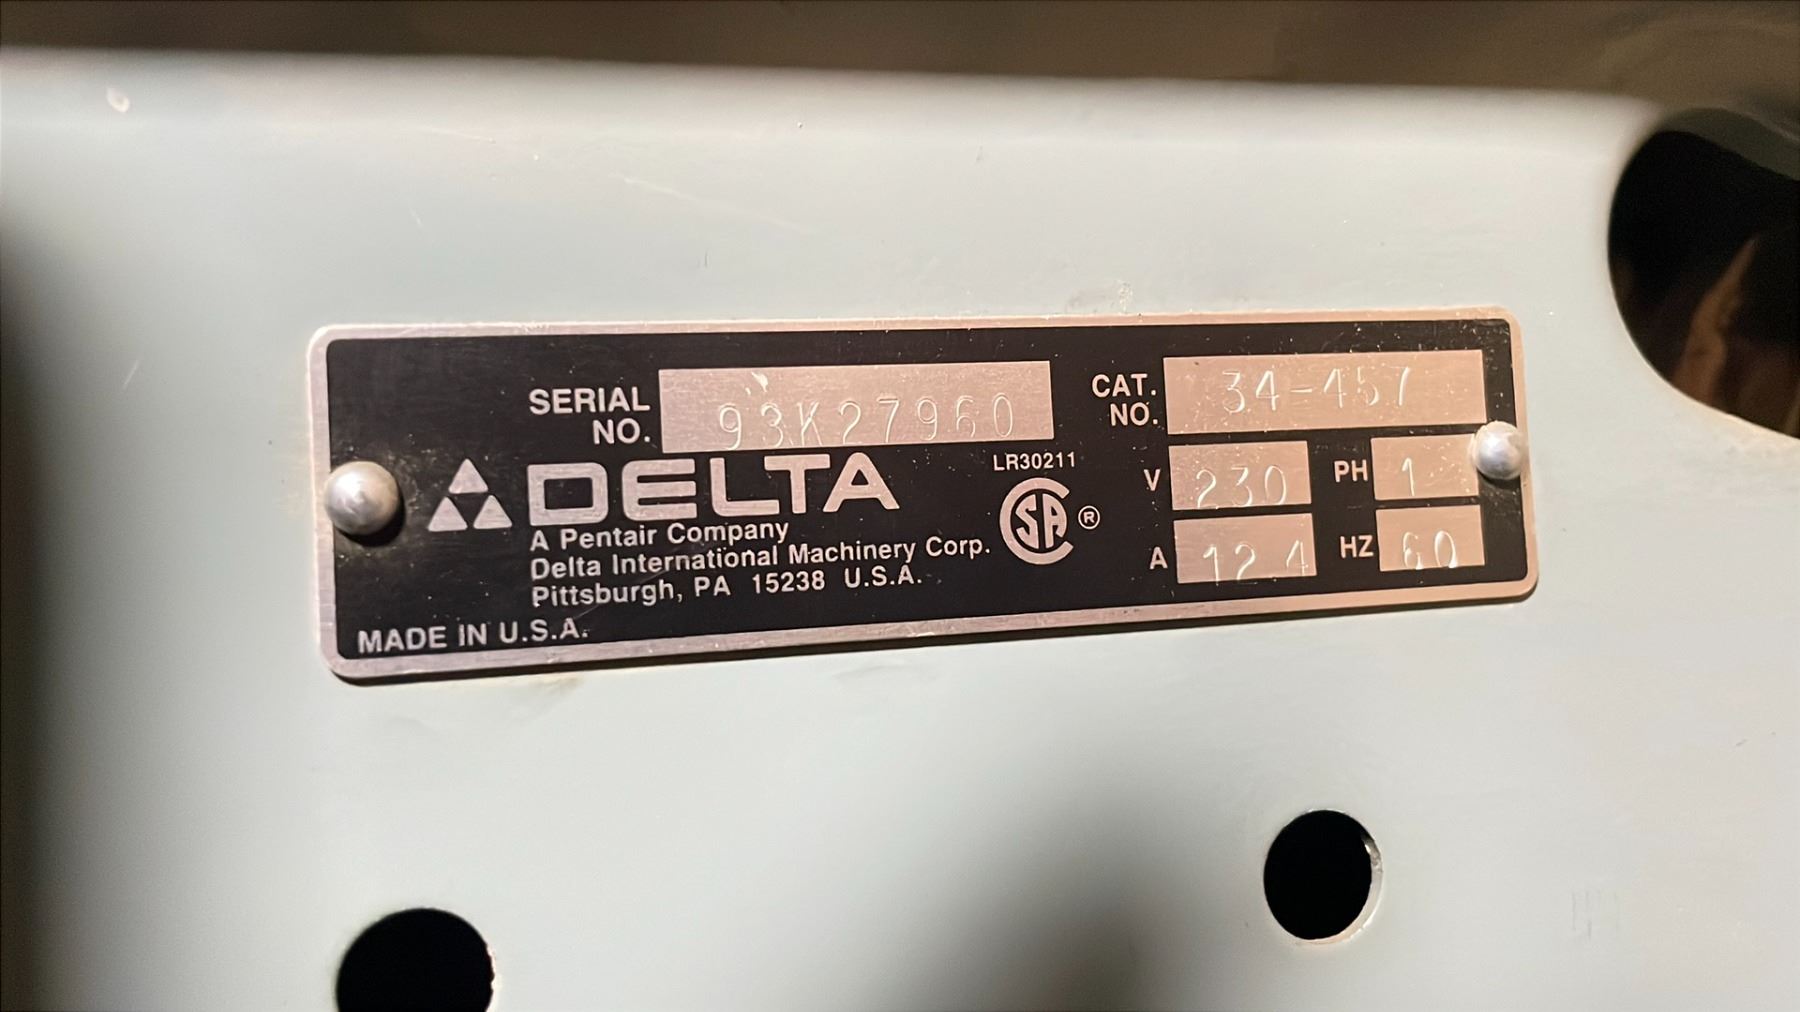 SERIAL NO. 93K27960
CAT. NO. 34-457
DELTA
LR30211
SA ®
V 230 PH 1
A 12.4 HZ 60
A Pentair Company
Delta International Machinery Corp.
Pittsburgh, PA 15238 U.S.A.
MADE IN U.S.A.